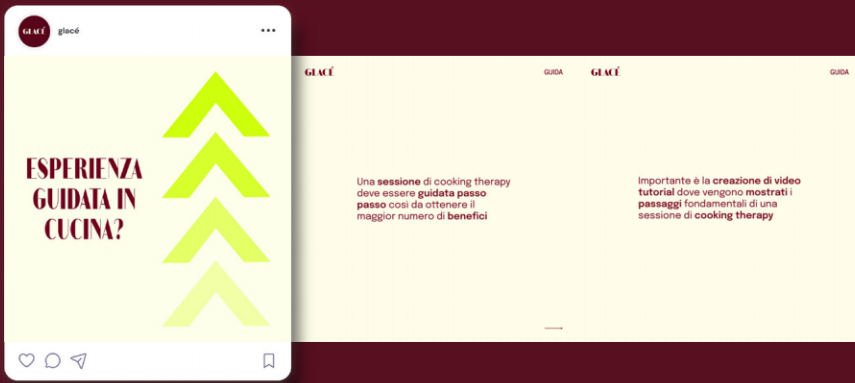 GLACÉ
glacé
ESPERIENZA
GUIDATA IN
CUCINA?
GLACÉ
GUIDA
Una sessione di cooking therapy
deve essere guidata passo
passo così da ottenere il
maggior numero di benefici
GLACÉ
GUIDA
Importante è la creazione di video
tutorial dove vengono mostrati i
passaggi fondamentali di una
sessione di cooking therapy